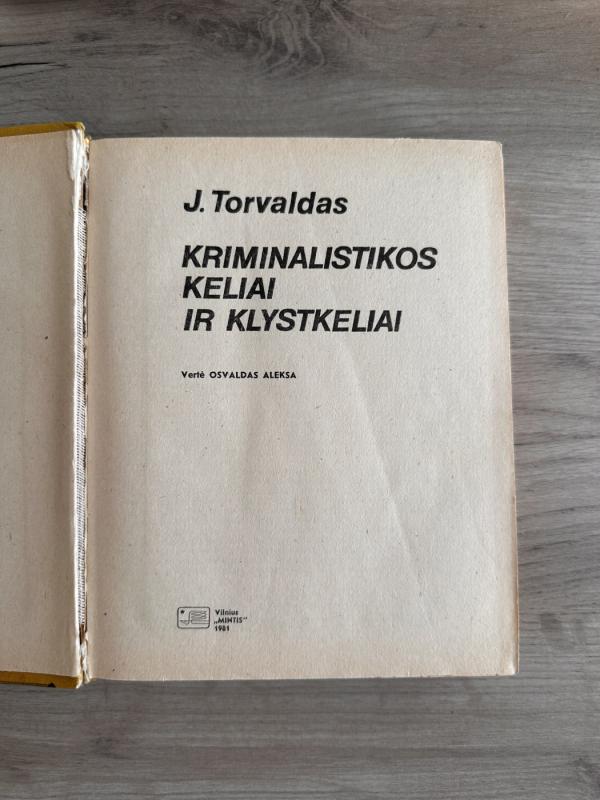 J. Torvaldas
KRIMINALISTIKOS
KELIAI
IR KLYSTKELIAI
Vertė OSVALDAS ALEKSA
Vilnius
„MINTIS“
1981